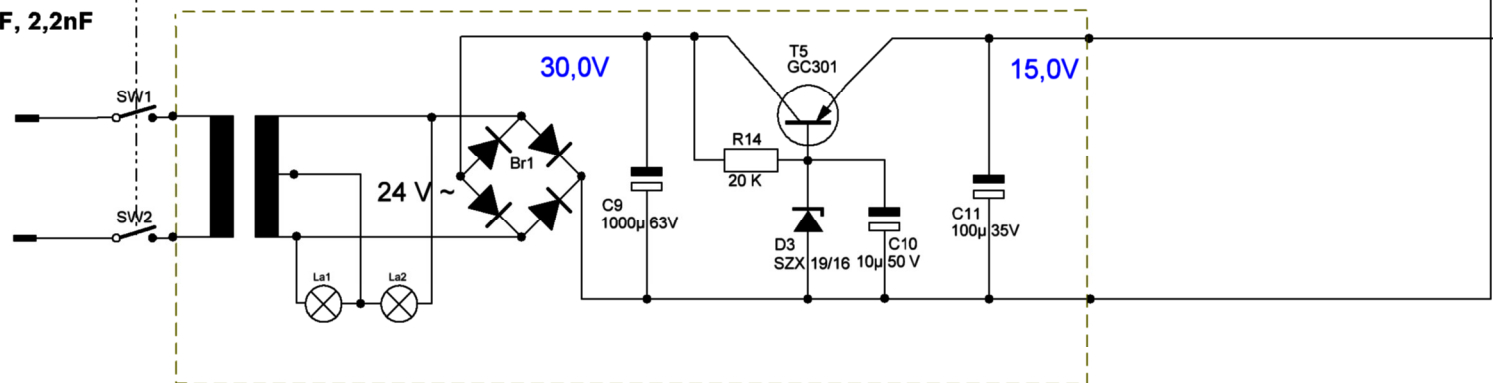 F, 2,2nF
SW1
SW2
24 V ~
La1
La2
Br1
30,0V
C9
1000µ 63V
R14
20 K
T5
GC301
D3
SZX 19/16
C10
10µ 50 V
C11
100µ 35V
15,0V